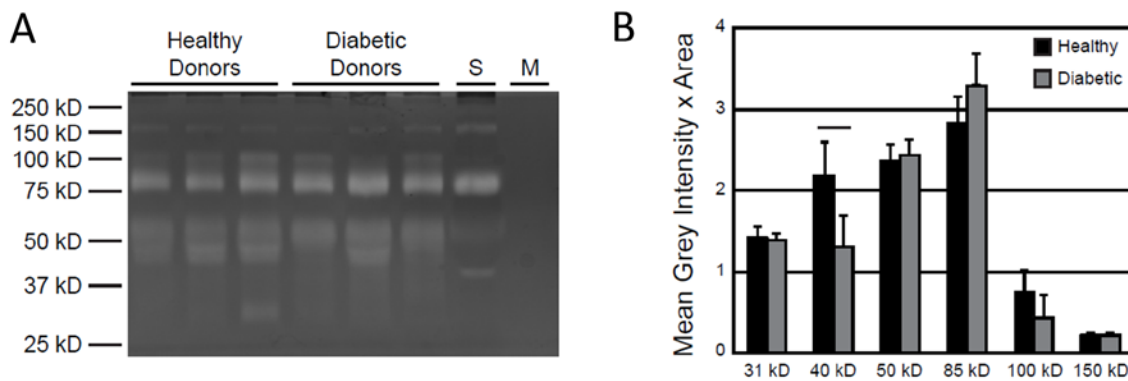 A
Healthy Donors
Diabetic Donors
S
M
250 kD
150 kD
100 kD
75 kD
50 kD
37 kD
25 kD
B
Mean Grey Intensity x Area
4
3
2
1
0
Healthy
Diabetic
31 kD
40 kD
50 kD
85 kD
100 kD
150 kD